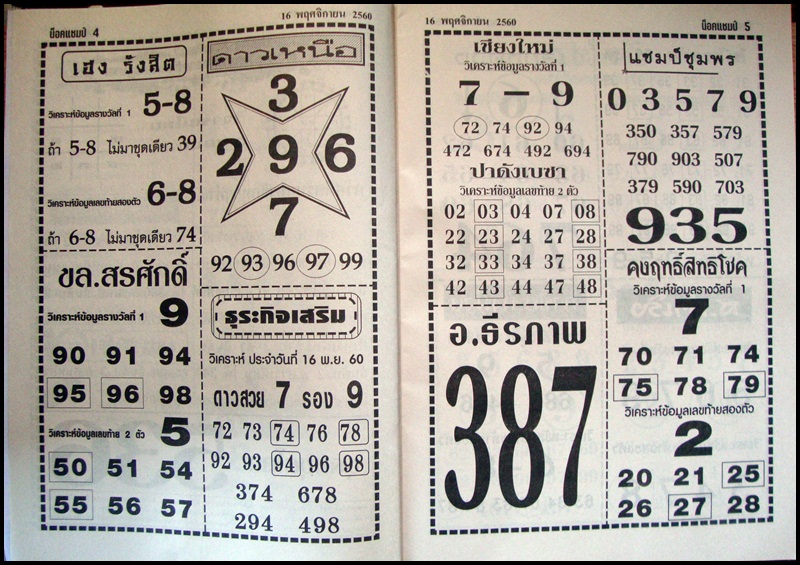 16 พฤศจิกายน 2560
น็อคแชมป์ 4
เฮง รังสิต
วิเคราะห์ข้อมูลรางวัลที่ 1 5-8
ถ้า 5-8 ไม่มาชุดเดียว 39
6-8
วิเคราะห์ข้อมูลเลขท้ายสองตัว
ถ้า 6-8 ไม่มาชุดเดียว 74
ขล.สรศักดิ์
วิเคราะห์ข้อมูลรางวัลที่ 1 9
90 91 94
95 96 98
วิเคราะห์ข้อมูลเลขท้าย 2 ตัว 5
50 51 54
55 56 57
ดาวเหนือ
3
2 9 6
7
92 93 96 97 99
ธุระกิจเสริม
วิเคราะห์ ประจำวันที่ 16 พ.ย. 60
ดาวสวย 7 รอง 9
72 73 74 76 78
92 93 94 96 98
374 678
294 498
16 พฤศจิกายน 2560
น็อคแชมป์ 5
เชียงใหม่
วิเคราะห์ข้อมูลรางวัลที่ 1
7 – 9
72 74 92 94
472 674 492 694
ปาดังเบซา
วิเคราะห์ข้อมูลเลขท้าย 2 ตัว
02 03 04 07 08
22 23 24 27 28
32 33 34 37 38
42 43 44 47 48
อ.ธีรภาพ
387
แชมป์ชุมพร
0 3 5 7 9
350 357 579
790 903 507
379 590 703
935
คงฤทธิ์สิทธิโชค
วิเคราะห์ข้อมูลรางวัลที่ 1
7
70 71 74
75 78 79
วิเคราะห์ข้อมูลเลขท้ายสองตัว
2
20 21 25
26 27 28